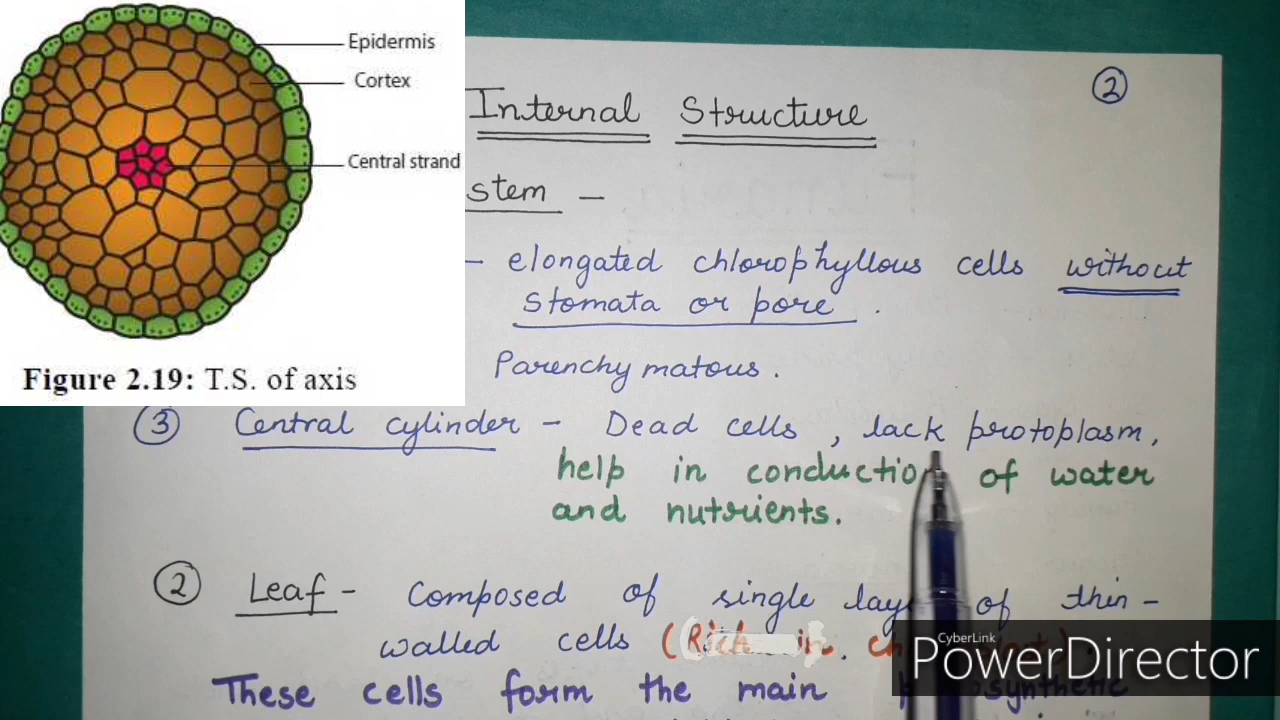 Epidermis
Cortex
Central strand
Figure 2.19: T.S. of axis
2
Internal Structure
stem –
– elongated chlorophyllous cells without
stomata or pore .
Parenchymatous .
3 Central cylinder – Dead cells , lack protoplasm,
help in conduction of water
and nutrients.
2 Leaf – Composed of single of thin –
walled cells (Rich in
These cells form the main
CyberLink
PowerDirector